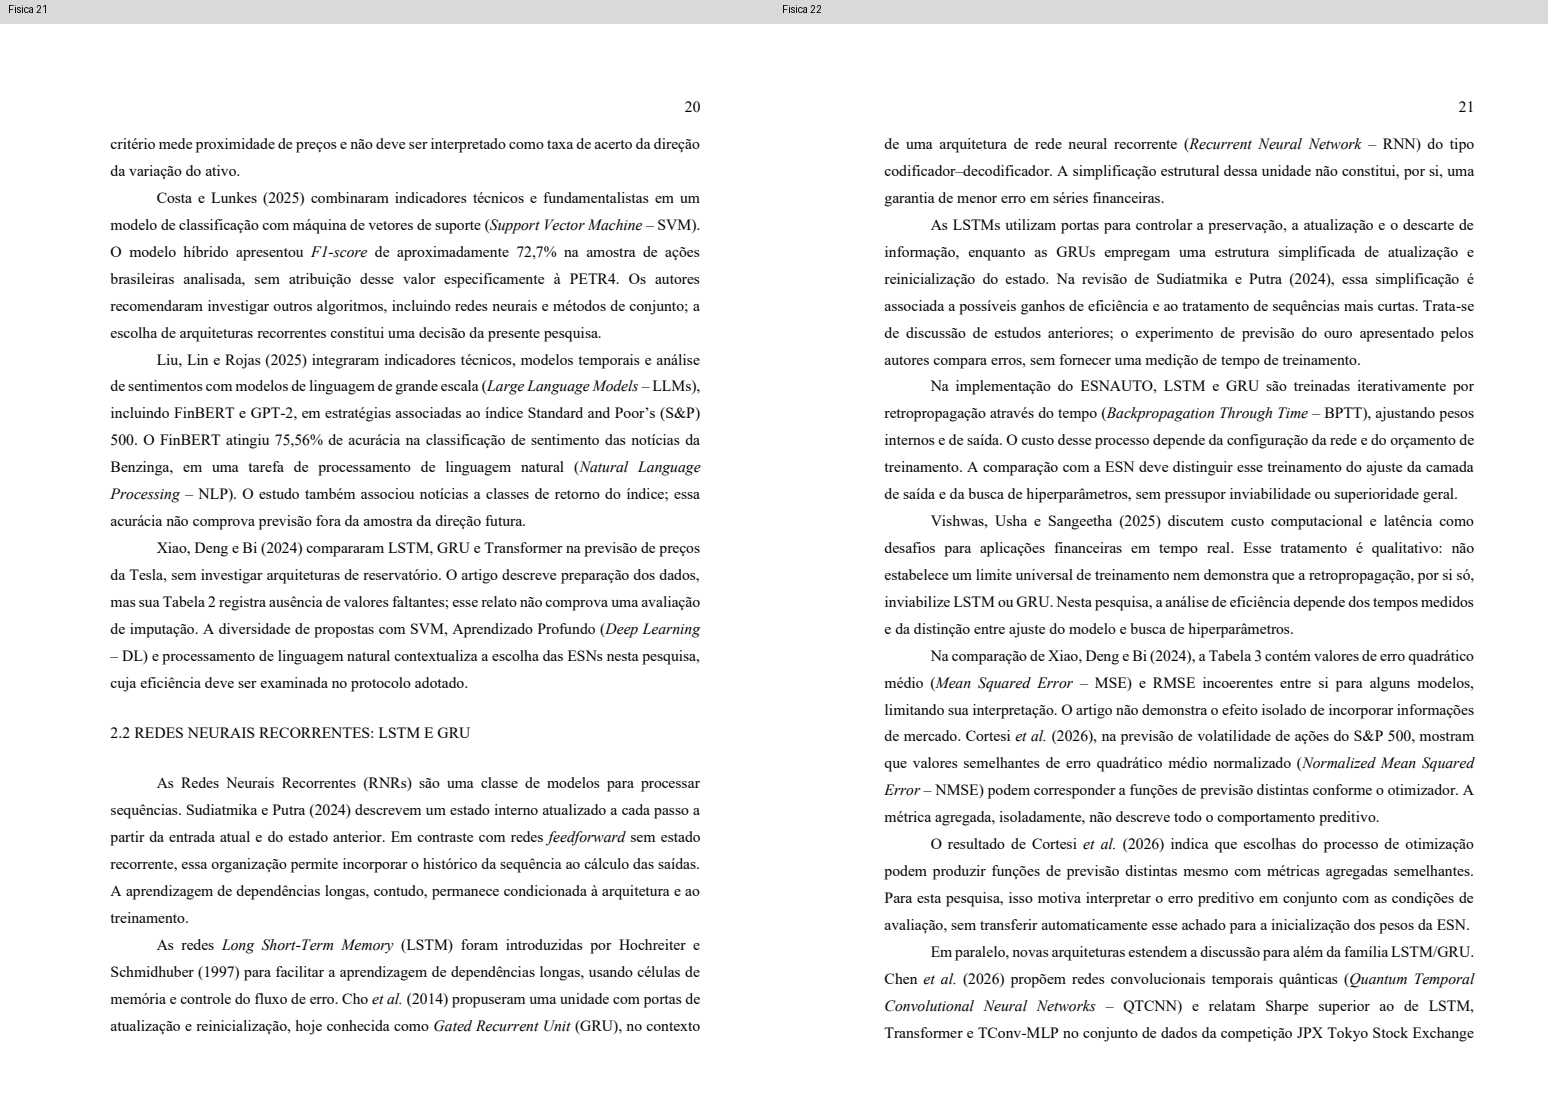 Fisica 21
20
critério mede proximidade de preços e não deve ser interpretado como taxa de acerto da direção
da variação do ativo.
Costa e Lunkes (2025) combinaram indicadores técnicos e fundamentalistas em um
modelo de classificação com máquina de vetores de suporte (Support Vector Machine – SVM).
O modelo híbrido apresentou F1-score de aproximadamente 72,7% na amostra de ações
brasileiras analisada, sem atribuição desse valor especificamente à PETR4. Os autores
recomendaram investigar outros algoritmos, incluindo redes neurais e métodos de conjunto; a
escolha de arquiteturas recorrentes constitui uma decisão da presente pesquisa.
Liu, Lin e Rojas (2025) integraram indicadores técnicos, modelos temporais e análise
de sentimentos com modelos de linguagem de grande escala (Large Language Models – LLMs),
incluindo FinBERT e GPT-2, em estratégias associadas ao índice Standard and Poor’s (S&P)
500. O FinBERT atingiu 75,56% de acurácia na classificação de sentimento das notícias da
Benzinga, em uma tarefa de processamento de linguagem natural (Natural Language
Processing – NLP). O estudo também associou notícias a classes de retorno do índice; essa
acurácia não comprova previsão fora da amostra da direção futura.
Xiao, Deng e Bi (2024) compararam LSTM, GRU e Transformer na previsão de preços
da Tesla, sem investigar arquiteturas de reservatório. O artigo descreve preparação dos dados,
mas sua Tabela 2 registra ausência de valores faltantes; esse relato não comprova uma avaliação
de imputação. A diversidade de propostas com SVM, Aprendizado Profundo (Deep Learning
– DL) e processamento de linguagem natural contextualiza a escolha das ESNs nesta pesquisa,
cuja eficiência deve ser examinada no protocolo adotado.
2.2 REDES NEURAIS RECORRENTES: LSTM E GRU
As Redes Neurais Recorrentes (RNRs) são uma classe de modelos para processar
sequências. Sudiatmika e Putra (2024) descrevem um estado interno atualizado a cada passo a
partir da entrada atual e do estado anterior. Em contraste com redes feedforward sem estado
recorrente, essa organização permite incorporar o histórico da sequência ao cálculo das saídas.
A aprendizagem de dependências longas, contudo, permanece condicionada à arquitetura e ao
treinamento.
As redes Long Short-Term Memory (LSTM) foram introduzidas por Hochreiter e
Schmidhuber (1997) para facilitar a aprendizagem de dependências longas, usando células de
memória e controle do fluxo de erro. Cho et al. (2014) propuseram uma unidade com portas de
atualização e reinicialização, hoje conhecida como Gated Recurrent Unit (GRU), no contexto
Fisica 22
21
de uma arquitetura de rede neural recorrente (Recurrent Neural Network – RNN) do tipo
codificador–decodificador. A simplificação estrutural dessa unidade não constitui, por si, uma
garantia de menor erro em séries financeiras.
As LSTMs utilizam portas para controlar a preservação, a atualização e o descarte de
informação, enquanto as GRUs empregam uma estrutura simplificada de atualização e
reinicialização do estado. Na revisão de Sudiatmika e Putra (2024), essa simplificação é
associada a possíveis ganhos de eficiência e ao tratamento de sequências mais curtas. Trata-se
de discussão de estudos anteriores; o experimento de previsão do ouro apresentado pelos
autores compara erros, sem fornecer uma medição de tempo de treinamento.
Na implementação do ESNAUTO, LSTM e GRU são treinadas iterativamente por
retropropagação através do tempo (Backpropagation Through Time – BPTT), ajustando pesos
internos e de saída. O custo desse processo depende da configuração da rede e do orçamento de
treinamento. A comparação com a ESN deve distinguir esse treinamento do ajuste da camada
de saída e da busca de hiperparâmetros, sem pressupor inviabilidade ou superioridade geral.
Vishwas, Usha e Sangeetha (2025) discutem custo computacional e latência como
desafios para aplicações financeiras em tempo real. Esse tratamento é qualitativo: não
estabelece um limite universal de treinamento nem demonstra que a retropropagação, por si só,
inviabilize LSTM ou GRU. Nesta pesquisa, a análise de eficiência depende dos tempos medidos
e da distinção entre ajuste do modelo e busca de hiperparâmetros.
Na comparação de Xiao, Deng e Bi (2024), a Tabela 3 contém valores de erro quadrático
médio (Mean Squared Error – MSE) e RMSE incoerentes entre si para alguns modelos,
limitando sua interpretação. O artigo não demonstra o efeito isolado de incorporar informações
de mercado. Cortesi et al. (2026), na previsão de volatilidade de ações do S&P 500, mostram
que valores semelhantes de erro quadrático médio normalizado (Normalized Mean Squared
Error – NMSE) podem corresponder a funções de previsão distintas conforme o otimizador. A
métrica agregada, isoladamente, não descreve todo o comportamento preditivo.
O resultado de Cortesi et al. (2026) indica que escolhas do processo de otimização
podem produzir funções de previsão distintas mesmo com métricas agregadas semelhantes.
Para esta pesquisa, isso motiva interpretar o erro preditivo em conjunto com as condições de
avaliação, sem transferir automaticamente esse achado para a inicialização dos pesos da ESN.
Em paralelo, novas arquiteturas estendem a discussão para além da família LSTM/GRU.
Chen et al. (2026) propõem redes convolucionais temporais quânticas (Quantum Temporal
Convolutional Neural Networks – QTCNN) e relatam Sharpe superior ao de LSTM,
Transformer e TConv-MLP no conjunto de dados da competição JPX Tokyo Stock Exchange